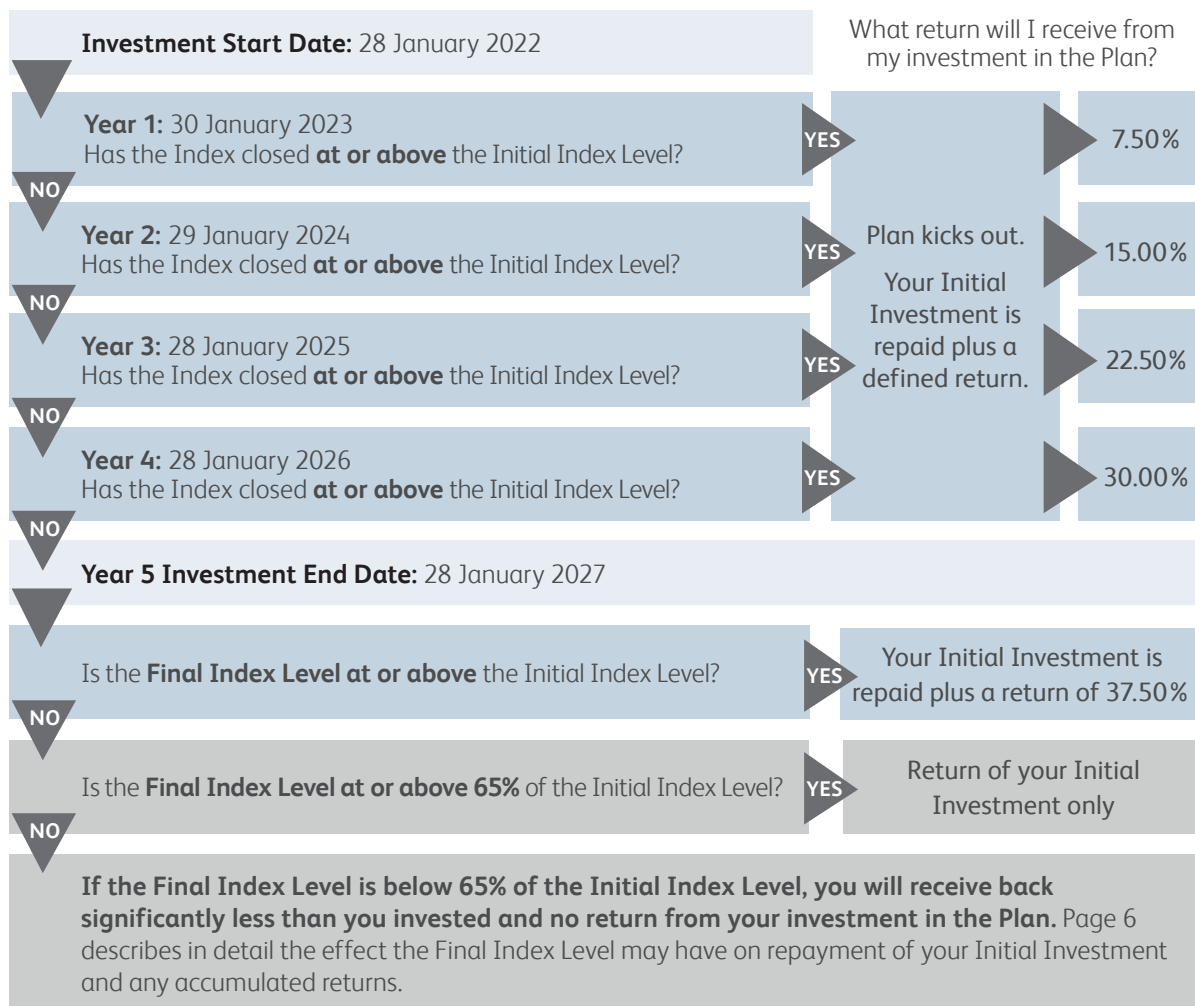 Investment Start Date: 28 January 2022
What return will I receive from
my investment in the Plan?
Year 1: 30 January 2023
Has the Index closed at or above the Initial Index Level?
YES
7.50%
NO
Year 2: 29 January 2024
Has the Index closed at or above the Initial Index Level?
YES
Plan kicks out.
Your Initial
Investment is
repaid plus a
defined return.
15.00%
NO
Year 3: 28 January 2025
Has the Index closed at or above the Initial Index Level?
YES
22.50%
NO
Year 4: 28 January 2026
Has the Index closed at or above the Initial Index Level?
YES
30.00%
NO
Year 5 Investment End Date: 28 January 2027
Is the Final Index Level at or above the Initial Index Level?
YES
Your Initial Investment is
repaid plus a return of 37.50%
NO
Is the Final Index Level at or above 65% of the Initial Index Level?
YES
Return of your Initial
Investment only
NO
If the Final Index Level is below 65% of the Initial Index Level, you will receive back
significantly less than you invested and no return from your investment in the Plan. Page 6
describes in detail the effect the Final Index Level may have on repayment of your Initial Investment
and any accumulated returns.